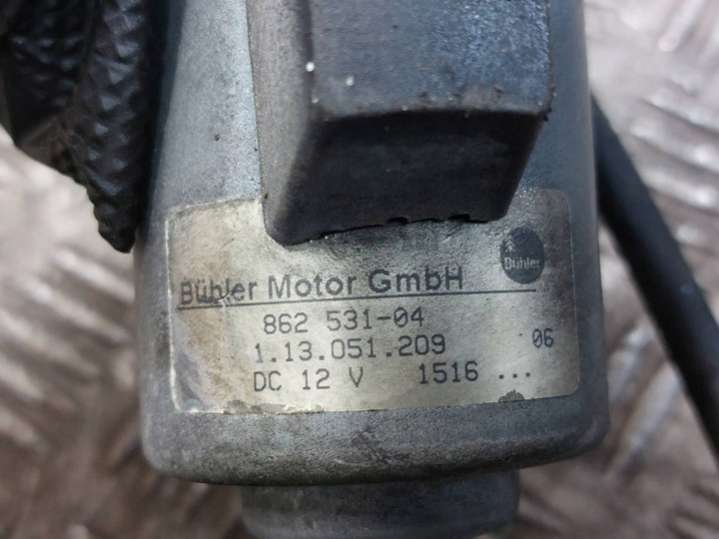 Bühler Motor GmbH
Bühler
862 531-04
1.13.051.209 06
DC 12 V 1516 ...